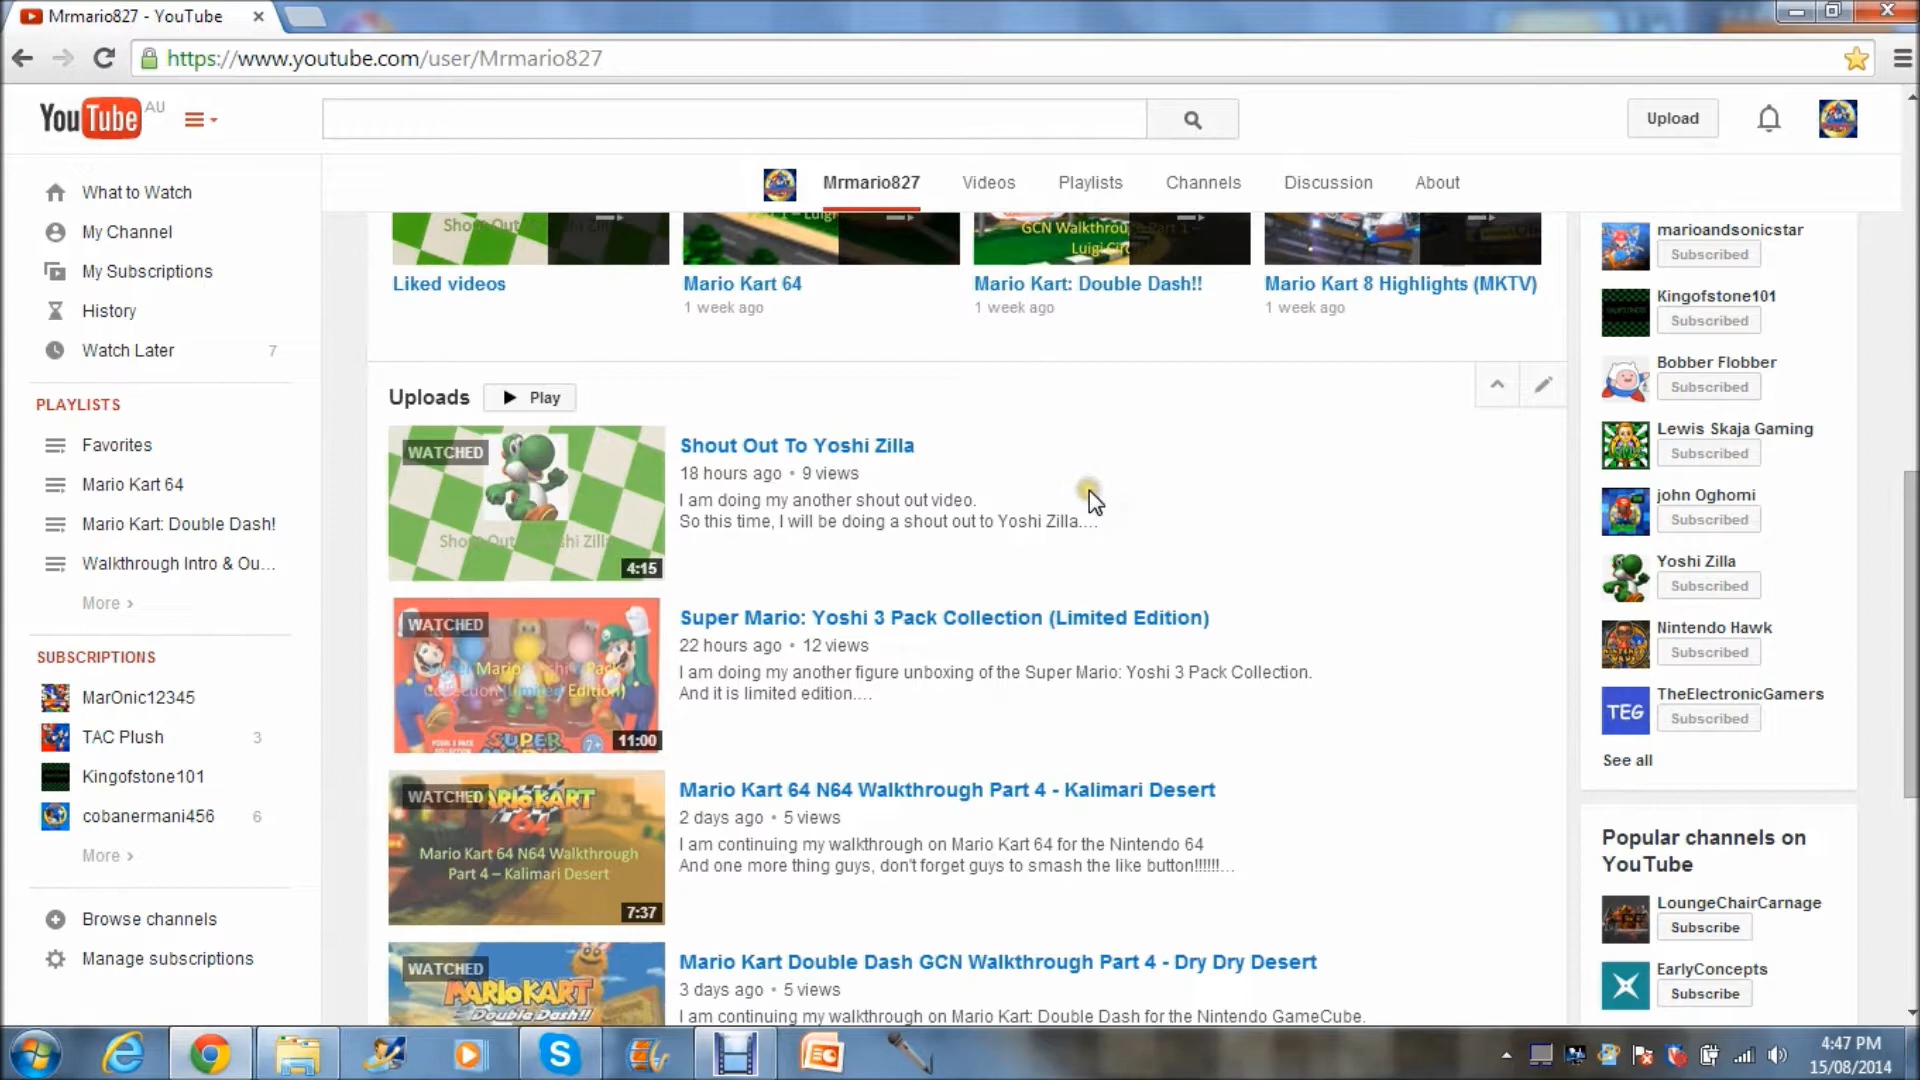 Mrmario827 - YouTube
https://www.youtube.com/user/Mrmario827
YouTube AU
Upload
Mrmario827 Videos Playlists Channels Discussion About
What to Watch
My Channel
My Subscriptions
History
Watch Later 7
PLAYLISTS
Favorites
Mario Kart 64
Mario Kart: Double Dash!
Walkthrough Intro & Ou...
More ›
SUBSCRIPTIONS
MarOnic12345
TAC Plush 3
Kingofstone101
cobanermani456 6
More ›
Browse channels
Manage subscriptions
Shout Out
GCN Walkthrou Part 1 –
Luigi Circ
Liked videos
Mario Kart 64
1 week ago
Mario Kart: Double Dash!!
1 week ago
Mario Kart 8 Highlights (MKTV)
1 week ago
Uploads Play
WATCHED
4:15
Shout Out To Yoshi Zilla
18 hours ago • 9 views
I am doing my another shout out video.
So this time, I will be doing a shout out to Yoshi Zilla....
WATCHED
SUPER
11:00
Super Mario: Yoshi 3 Pack Collection (Limited Edition)
22 hours ago • 12 views
I am doing my another figure unboxing of the Super Mario: Yoshi 3 Pack Collection.
And it is limited edition....
WATCHED
MARIOKART
64
Mario Kart 64 N64 Walkthrough
Part 4 – Kalimari Desert
7:37
Mario Kart 64 N64 Walkthrough Part 4 - Kalimari Desert
2 days ago • 5 views
I am continuing my walkthrough on Mario Kart 64 for the Nintendo 64
And one more thing guys, don't forget guys to smash the like button!!!!!!...
WATCHED
MARIOKART
Double Dash!!
Mario Kart Double Dash GCN Walkthrough Part 4 - Dry Dry Desert
3 days ago • 5 views
I am continuing my walkthrough on Mario Kart: Double Dash for the Nintendo GameCube.
marioandsonicstar
Subscribed
Kingofstone101
Subscribed
Bobber Flobber
Subscribed
Lewis Skaja Gaming
Subscribed
john Oghomi
Subscribed
Yoshi Zilla
Subscribed
Nintendo Hawk
Subscribed
TEG
TheElectronicGamers
Subscribed
See all
Popular channels on
YouTube
LoungeChairCarnage
Subscribe
EarlyConcepts
Subscribe
4:47 PM
15/08/2014